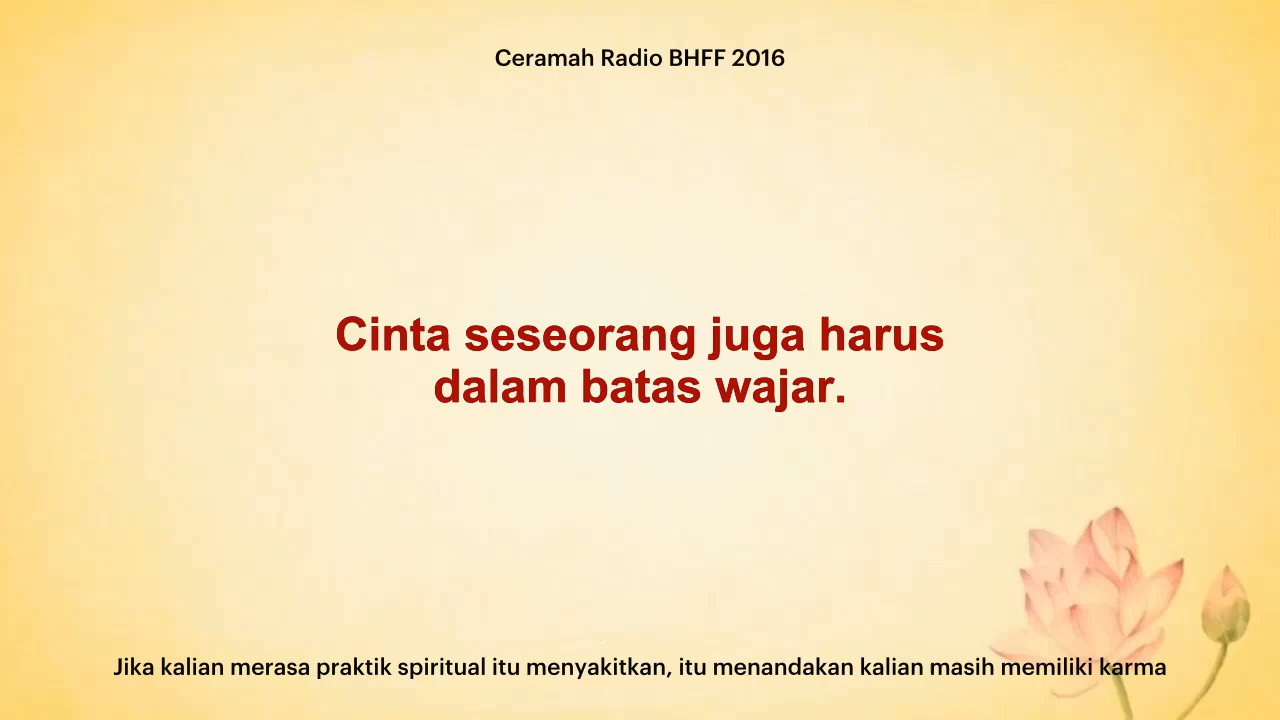 Ceramah Radio BHFF 2016
Cinta seseorang juga harus
dalam batas wajar.
Jika kalian merasa praktik spiritual itu menyakitkan, itu menandakan kalian masih memiliki karma